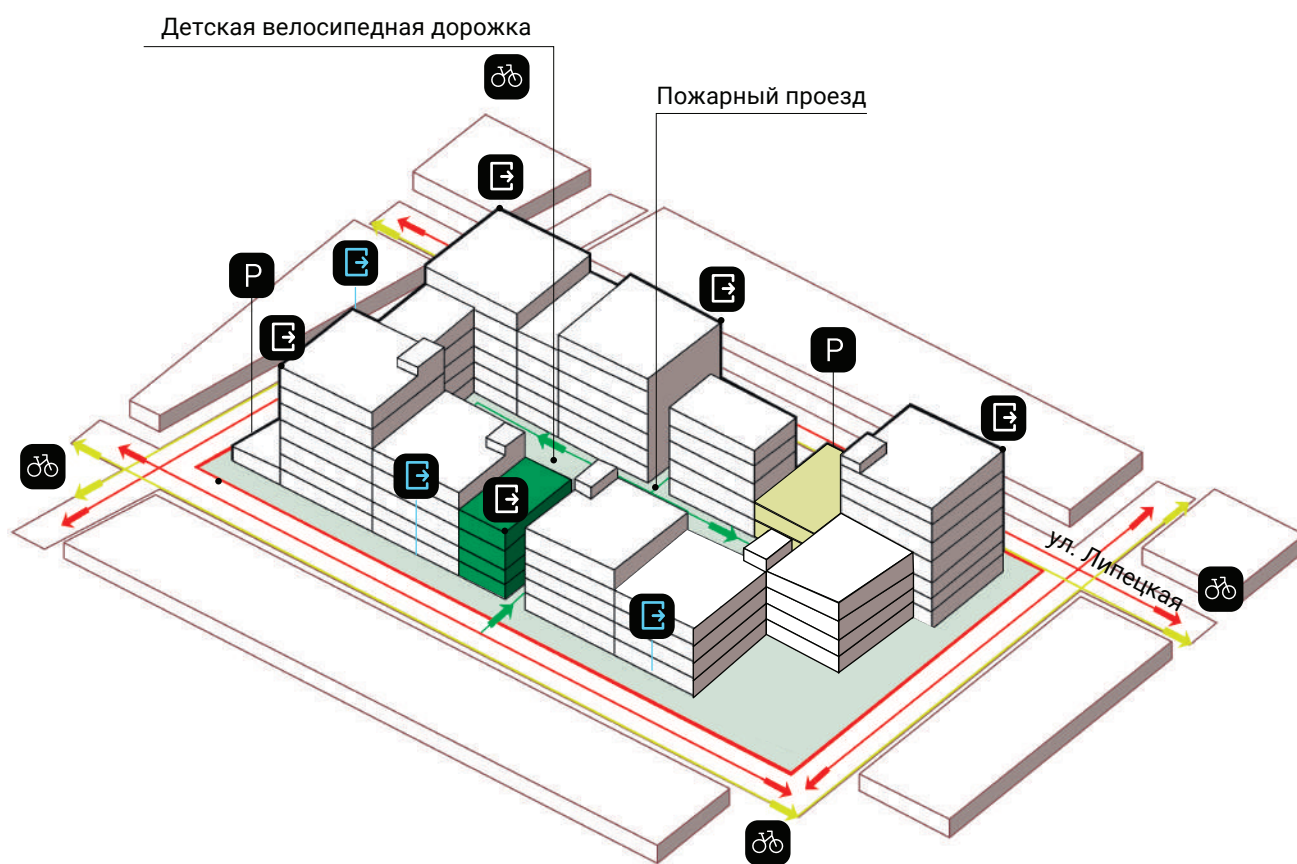 Детская велосипедная дорожка
Пожарный проезд
P
P
ул. Липецкая